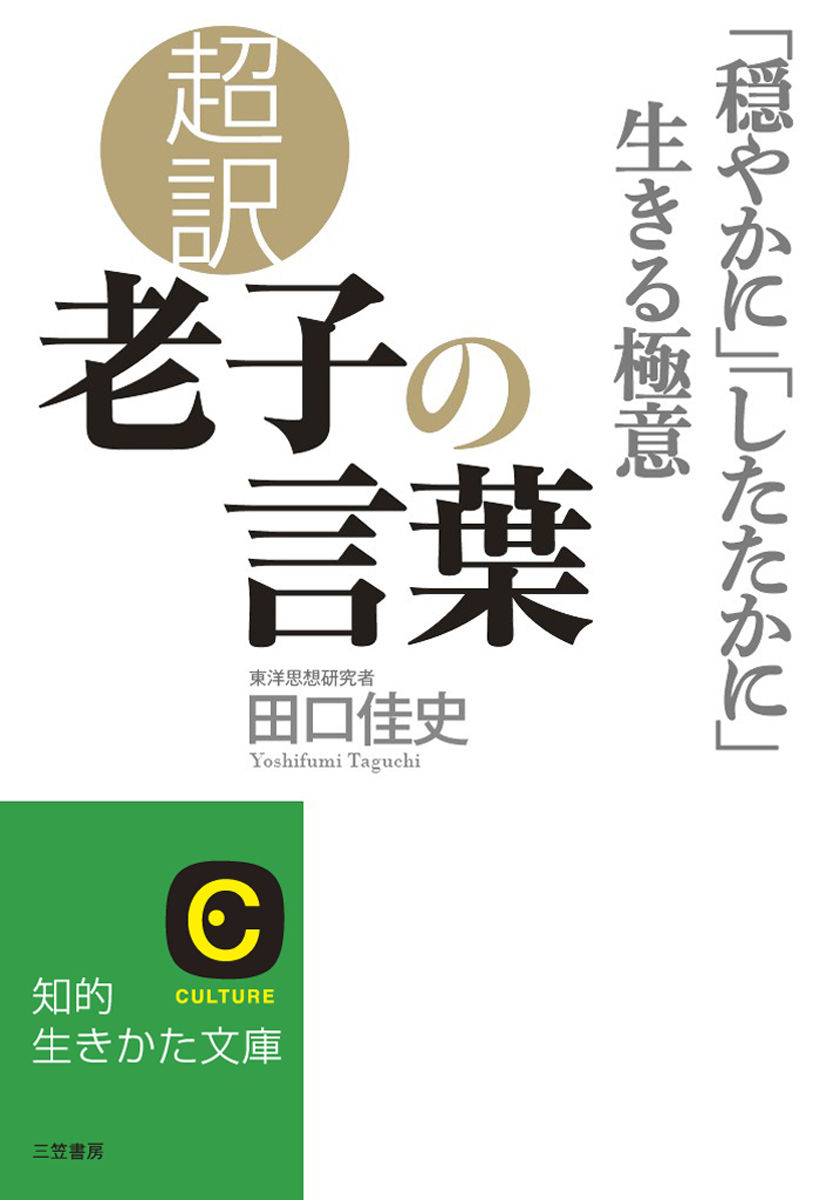 「穏やかに」「したたかに」
生きる極意
超訳
老子の
言葉
東洋思想研究者
田口佳史
Yoshifumi Taguchi
C
CULTURE
知的
生きかた文庫
三笠書房